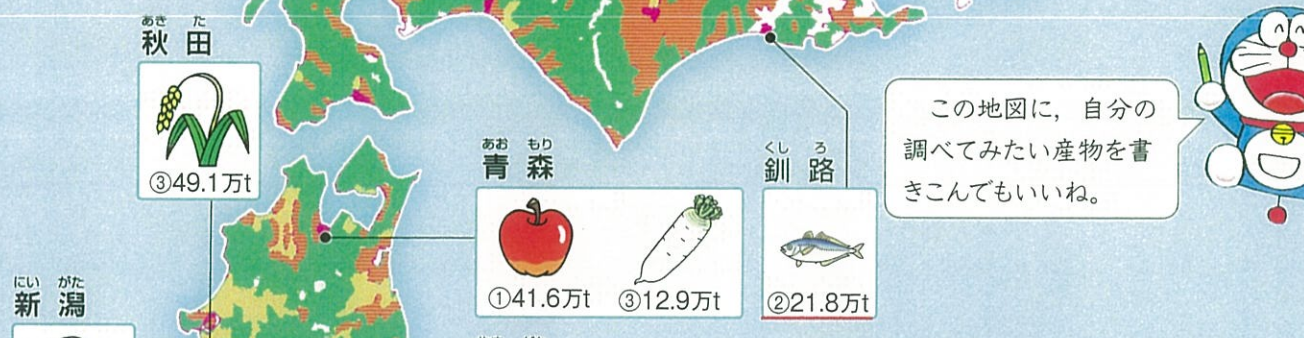 あき た
秋田
③49.1万t
あお もり
青森
①41.6万t ③12.9万t
くし ろ
釧路
②21.8万t
この地図に，自分の
調べてみたい産物を書
きこんでもいいね。
にい がた
新潟